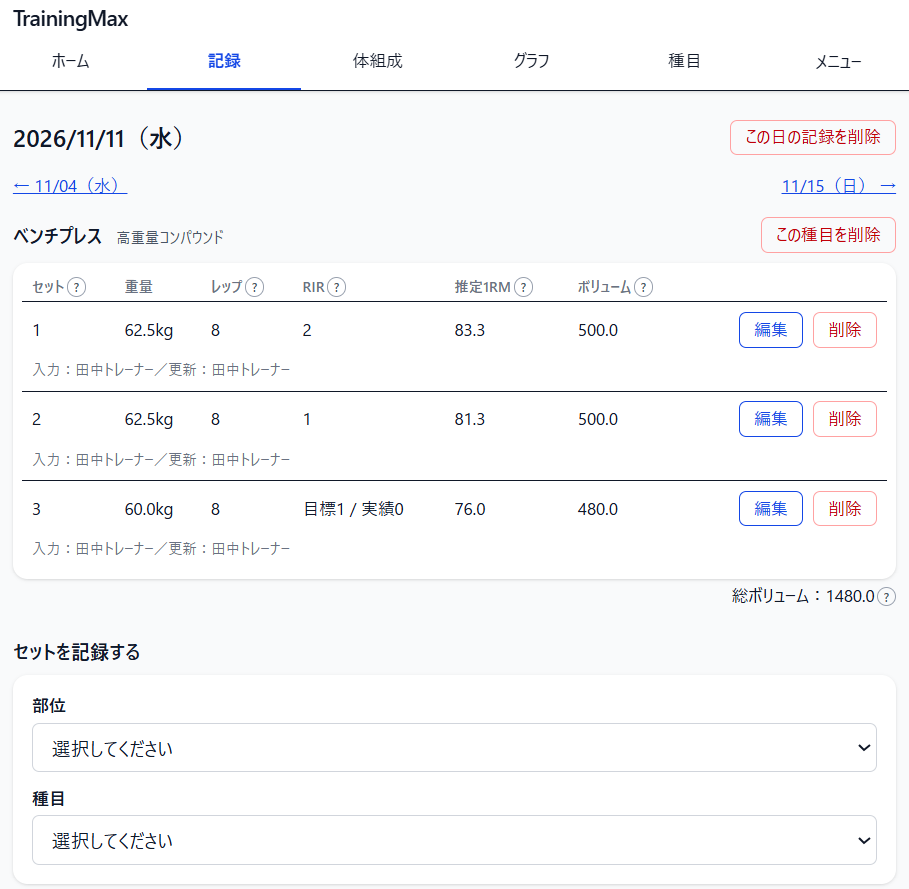 TrainingMax
ホーム 記録 体組成 グラフ 種目 メニュー
2026/11/11（水） この日の記録を削除
← 11/04（水） 11/15（日） →
ベンチプレス 高重量コンパウンド この種目を削除
セット ? 重量 レップ ? RIR ? 推定1RM ? ボリューム ?
1 62.5kg 8 2 83.3 500.0 編集 削除
入力：田中トレーナー／更新：田中トレーナー
2 62.5kg 8 1 81.3 500.0 編集 削除
入力：田中トレーナー／更新：田中トレーナー
3 60.0kg 8 目標1 / 実績0 76.0 480.0 編集 削除
入力：田中トレーナー／更新：田中トレーナー
総ボリューム：1480.0 ?
セットを記録する
部位
選択してください
種目
選択してください